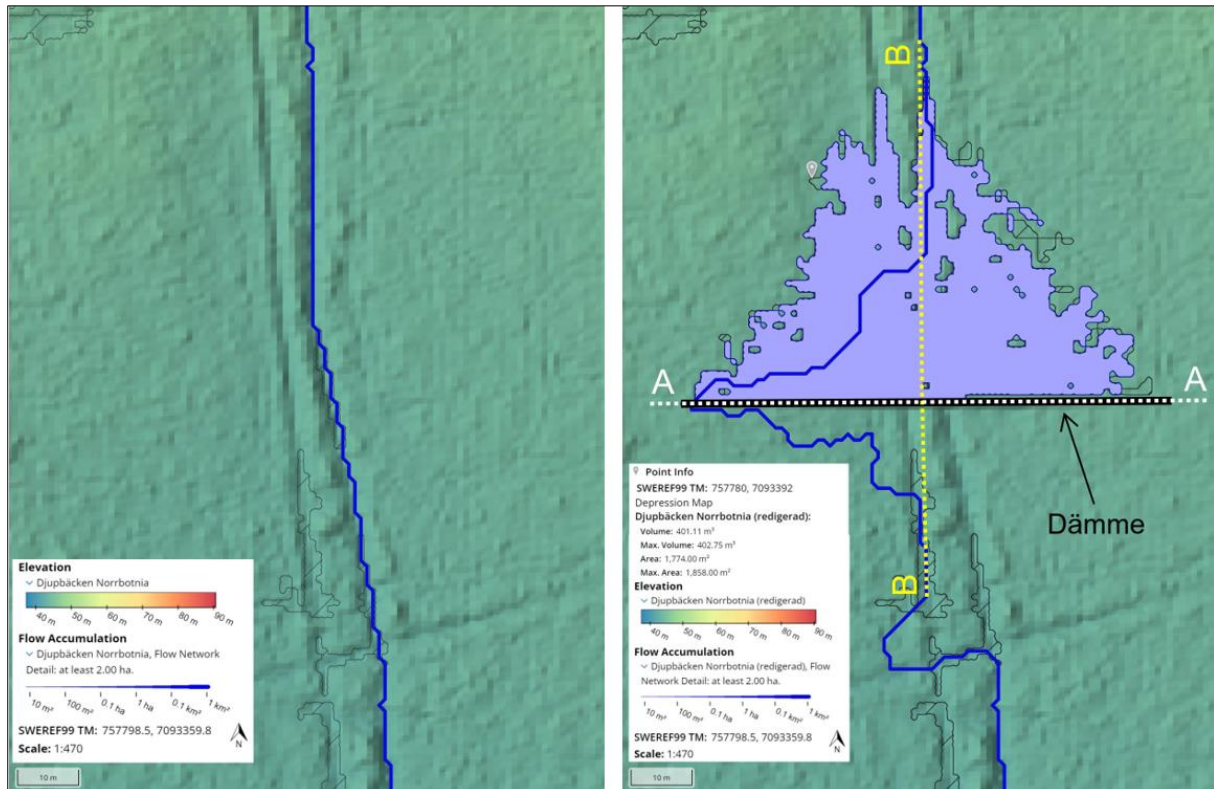 Elevation
Djupbäcken Norrbotnia
40 m 50 m 60 m 70 m 80 m 90 m
Flow Accumulation
Djupbäcken Norrbotnia, Flow Network
Detail: at least 2.00 ha.
10 m² 100 m² 0.1 ha 1 ha 0.1 km² 1 km²
SWEREF99 TM: 757798.5, 7093359.8
Scale: 1:470
N
10 m
B
A
A
Dämme
B
Point Info
SWEREF99 TM: 757780, 7093392
Depression Map
Djupbäcken Norrbotnia (redigerad):
Volume: 401.11 m³
Max. Volume: 402.75 m³
Area: 1,774.00 m²
Max. Area: 1,858.00 m²
Elevation
Djupbäcken Norrbotnia (redigerad)
40 m 50 m 60 m 70 m 80 m 90 m
Flow Accumulation
Djupbäcken Norrbotnia (redigerad), Flow
Network Detail: at least 2.00 ha.
10 m² 100 m² 0.1 ha 1 ha 0.1 km² 1 km²
SWEREF99 TM: 757798.5, 7093359.8
Scale: 1:470
N
10 m